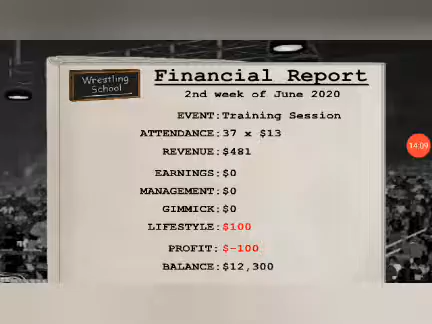 Wrestling
School
Financial Report
2nd week of June 2020
EVENT: Training Session
ATTENDANCE: 37 x $13
REVENUE: $481
EARNINGS: $0
MANAGEMENT: $0
GIMMICK: $0
LIFESTYLE: $100
PROFIT: $-100
BALANCE: $12,300
14:09